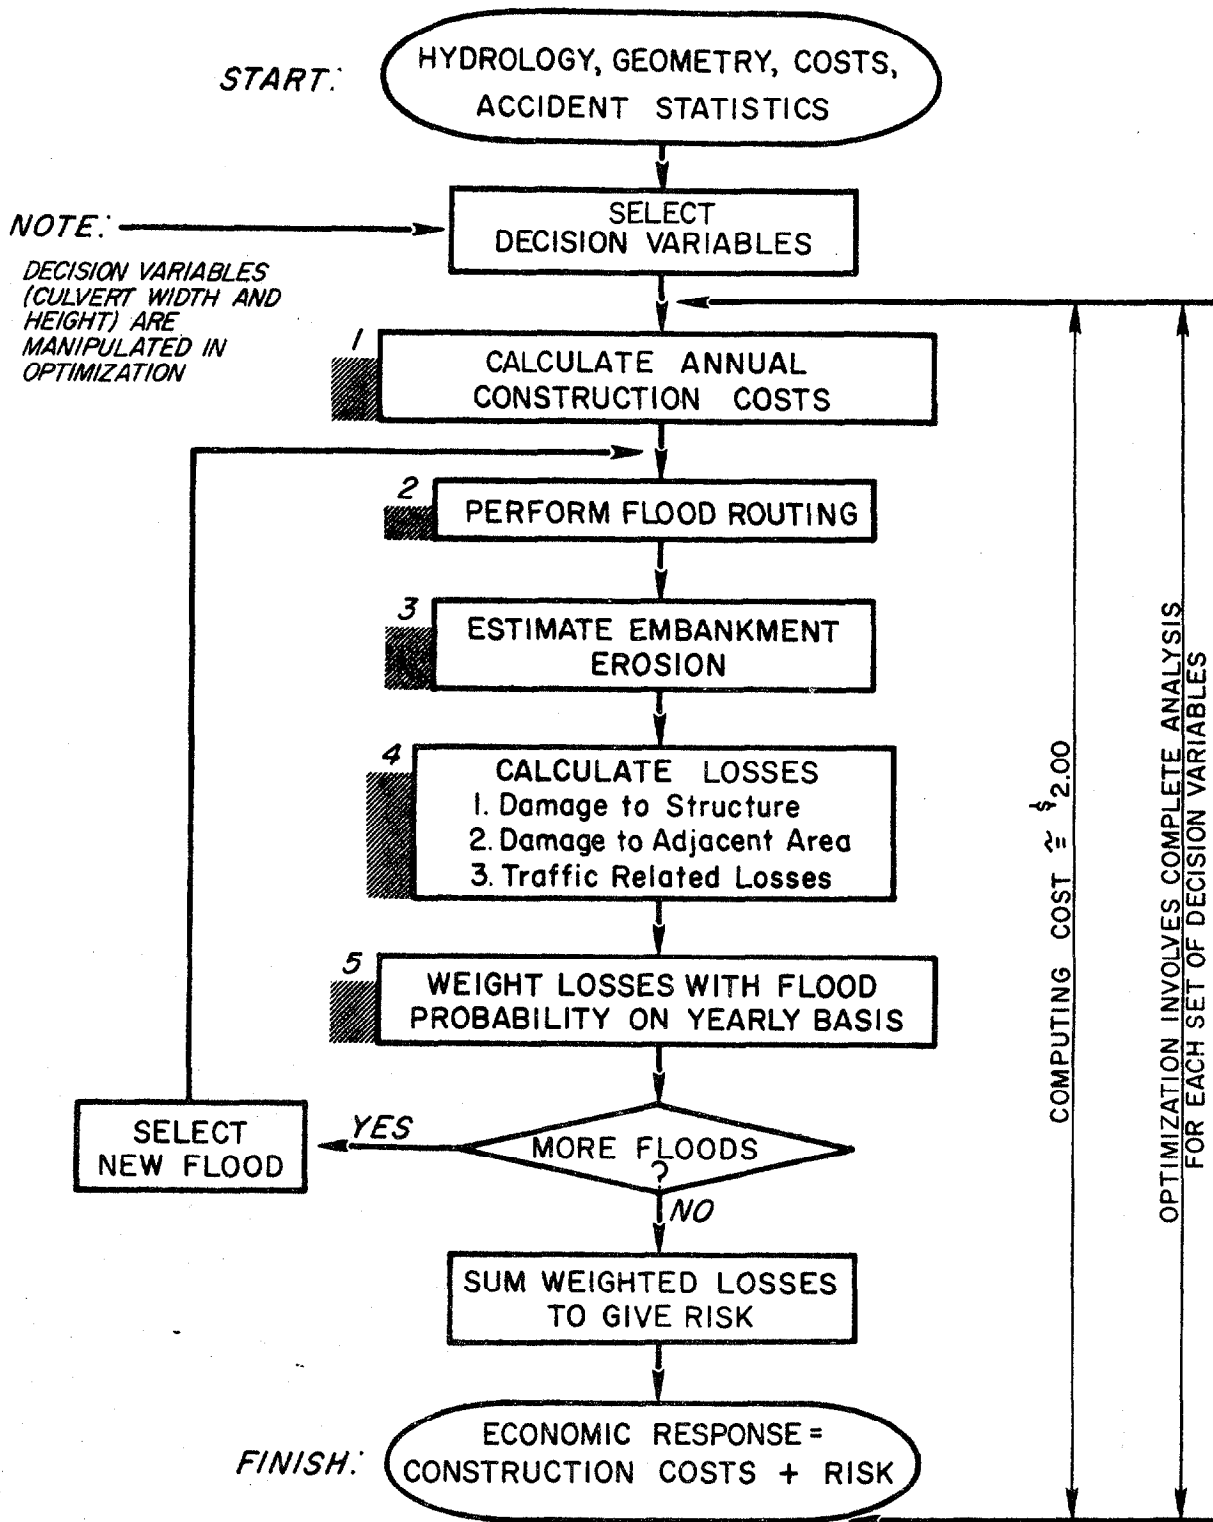 START:
HYDROLOGY, GEOMETRY, COSTS,
ACCIDENT STATISTICS
SELECT
DECISION VARIABLES
NOTE:
DECISION VARIABLES
(CULVERT WIDTH AND
HEIGHT) ARE
MANIPULATED IN
OPTIMIZATION
1
CALCULATE ANNUAL
CONSTRUCTION COSTS
2
PERFORM FLOOD ROUTING
3
ESTIMATE EMBANKMENT
EROSION
4
CALCULATE LOSSES
1. Damage to Structure
2. Damage to Adjacent Area
3. Traffic Related Losses
5
WEIGHT LOSSES WITH FLOOD
PROBABILITY ON YEARLY BASIS
MORE FLOODS
?
YES
SELECT
NEW FLOOD
NO
SUM WEIGHTED LOSSES
TO GIVE RISK
FINISH:
ECONOMIC RESPONSE =
CONSTRUCTION COSTS + RISK
COMPUTING COST ≅ $2.00
OPTIMIZATION INVOLVES COMPLETE ANALYSIS
FOR EACH SET OF DECISION VARIABLES